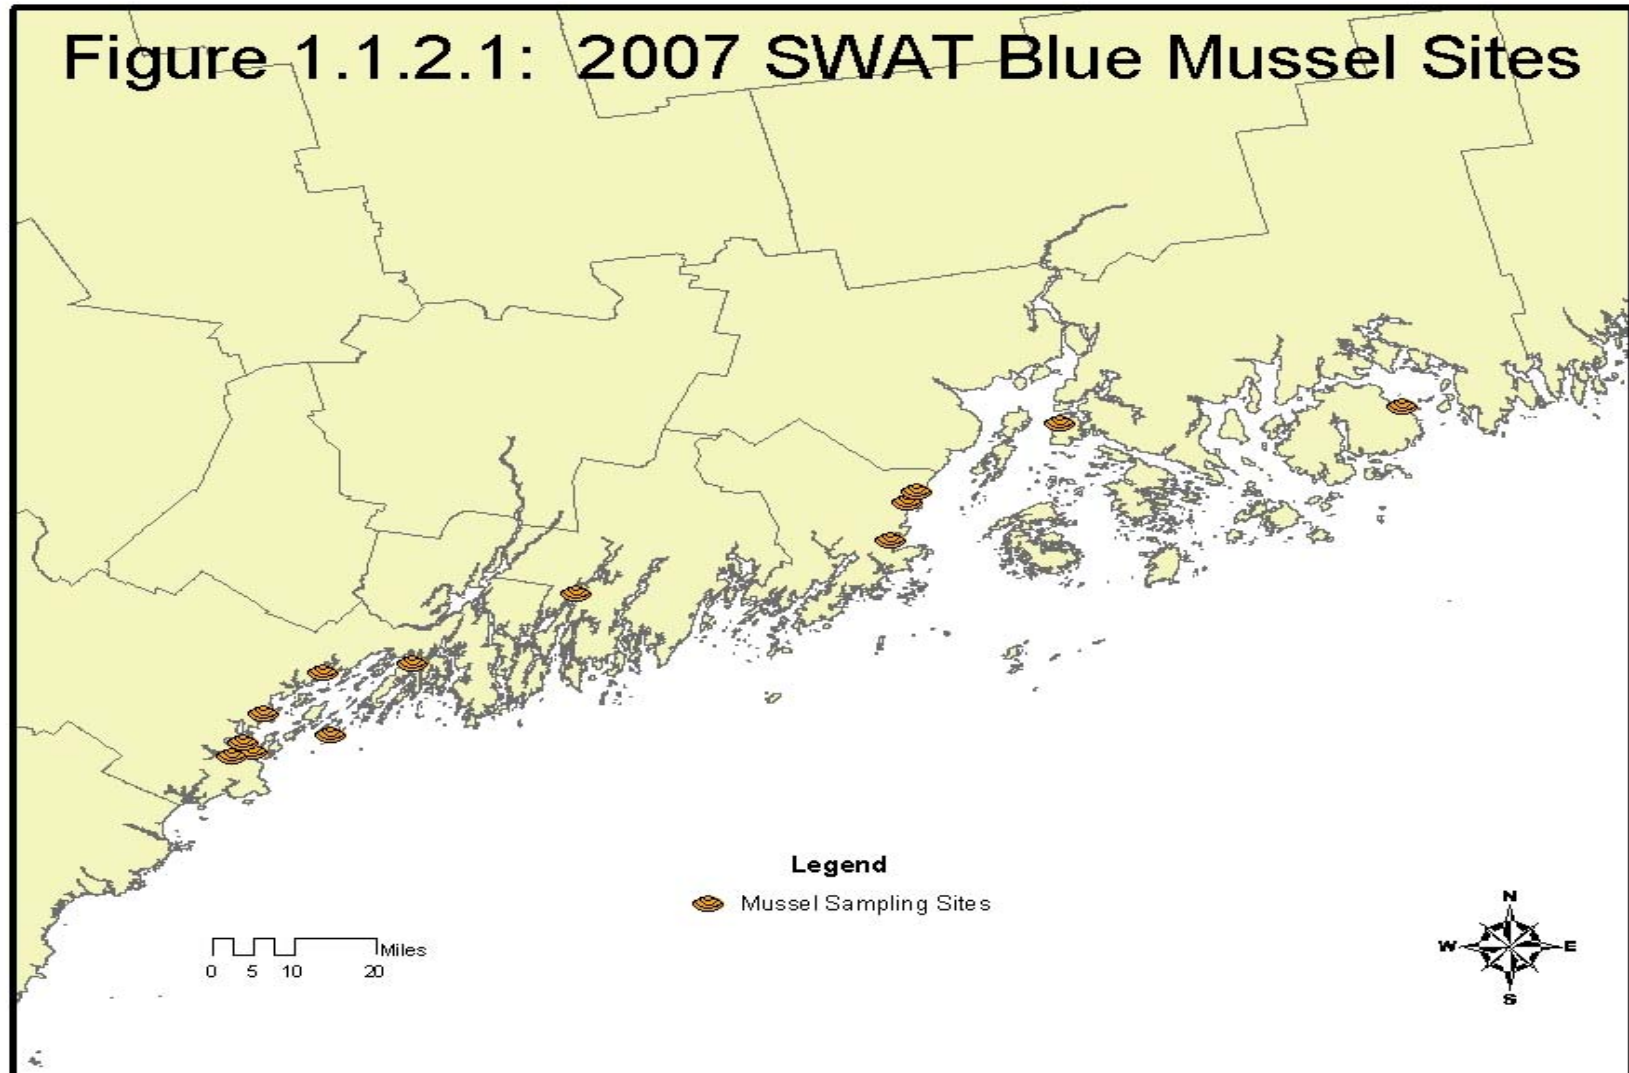 Figure 1.1.2.1: 2007 SWAT Blue Mussel Sites
Legend
Mussel Sampling Sites
N
W E
S
Miles
0 5 10 20